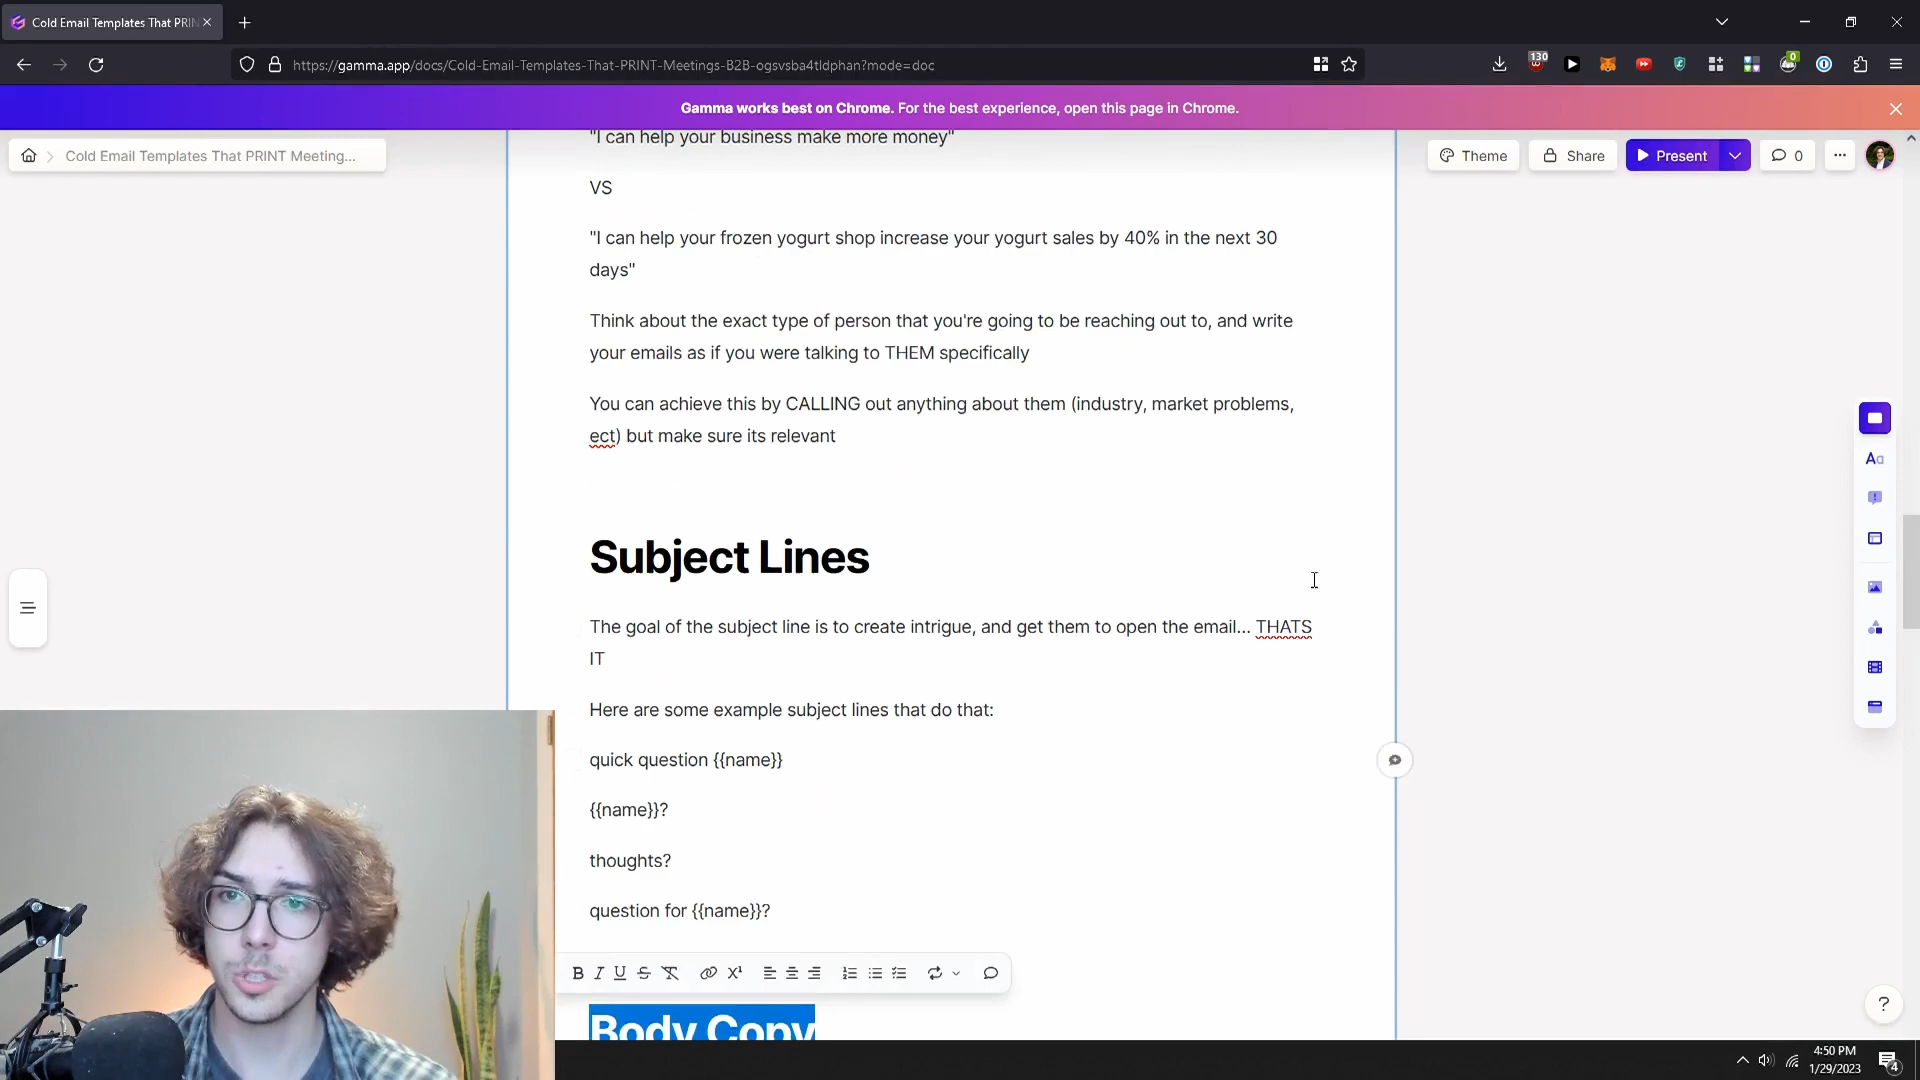 Cold Email Templates That PRIN
https://gamma.app/docs/Cold-Email-Templates-That-PRINT-Meetings-B2B-ogsvsba4tldphan?mode=doc
130
0
Gamma works best on Chrome. For the best experience, open this page in Chrome.
Cold Email Templates That PRINT Meeting...
Theme
Share
Present
0
"I can help your business make more money"
VS
"I can help your frozen yogurt shop increase your yogurt sales by 40% in the next 30
days"
Think about the exact type of person that you're going to be reaching out to, and write
your emails as if you were talking to THEM specifically
You can achieve this by CALLING out anything about them (industry, market problems,
ect) but make sure its relevant
Aa
Subject Lines
The goal of the subject line is to create intrigue, and get them to open the email... THATS
IT
Here are some example subject lines that do that:
quick question {{name}}
{{name}}?
thoughts?
question for {{name}}?
B I U S T X¹
Body Copy
?
4:50 PM
1/29/2023
4